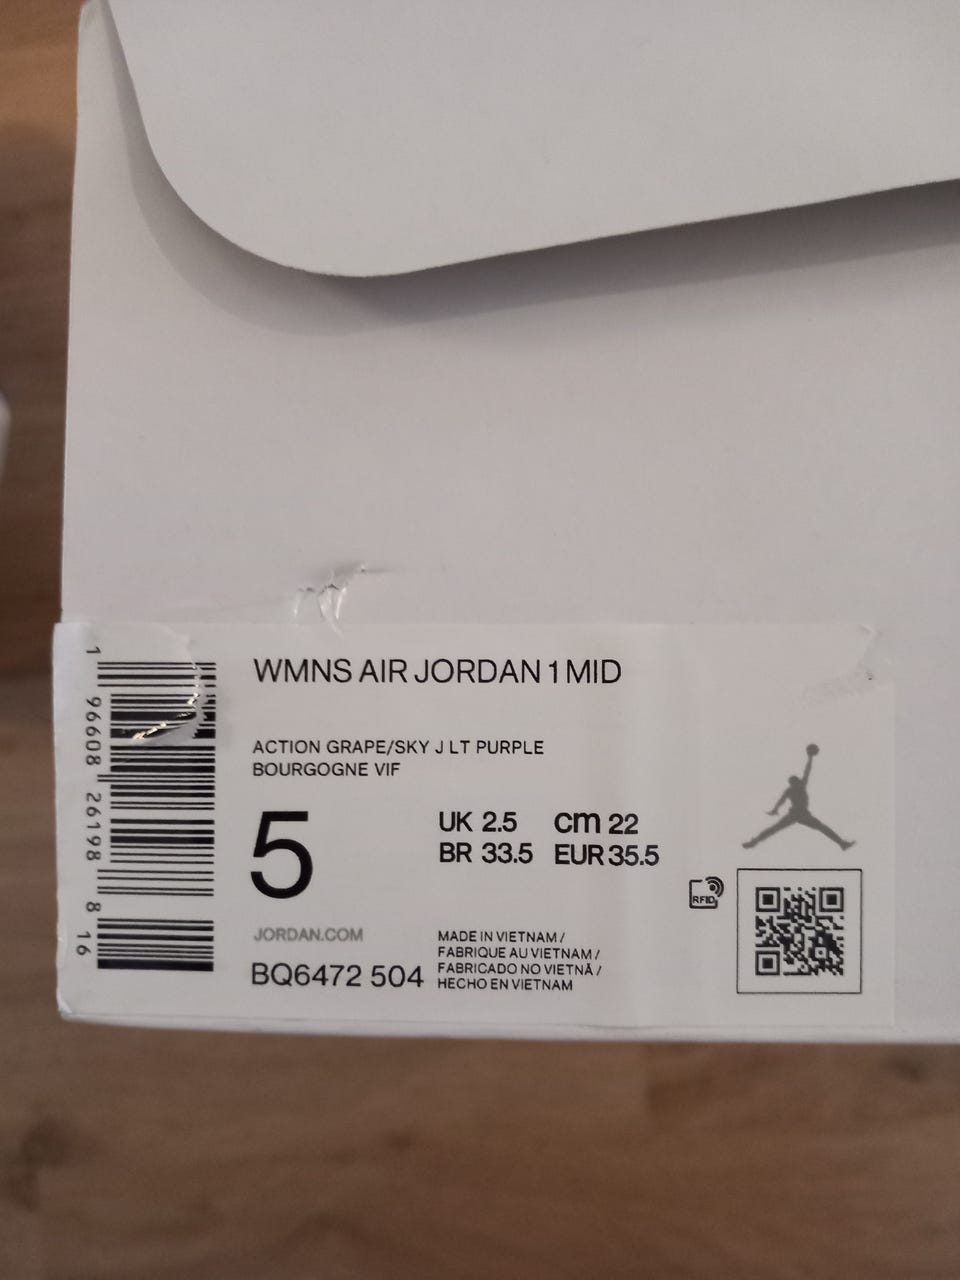 WMNS AIR JORDAN 1 MID
ACTION GRAPE/SKY J LT PURPLE
BOURGOGNE VIF
5
UK 2.5 cm 22
BR 33.5 EUR 35.5
RFID
JORDAN.COM
BQ6472 504
MADE IN VIETNAM /
FABRIQUE AU VIETNAM /
FABRICADO NO VIETNÃ /
HECHO EN VIETNAM
1 96608 26198 8 16